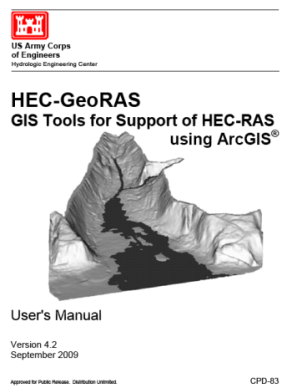 US Army Corps
of Engineers
Hydrologic Engineering Center
HEC-GeoRAS
GIS Tools for Support of HEC-RAS
using ArcGIS®
User's Manual
Version 4.2
September 2009
Approved for Public Release. Distribution Unlimited.
CPD-83